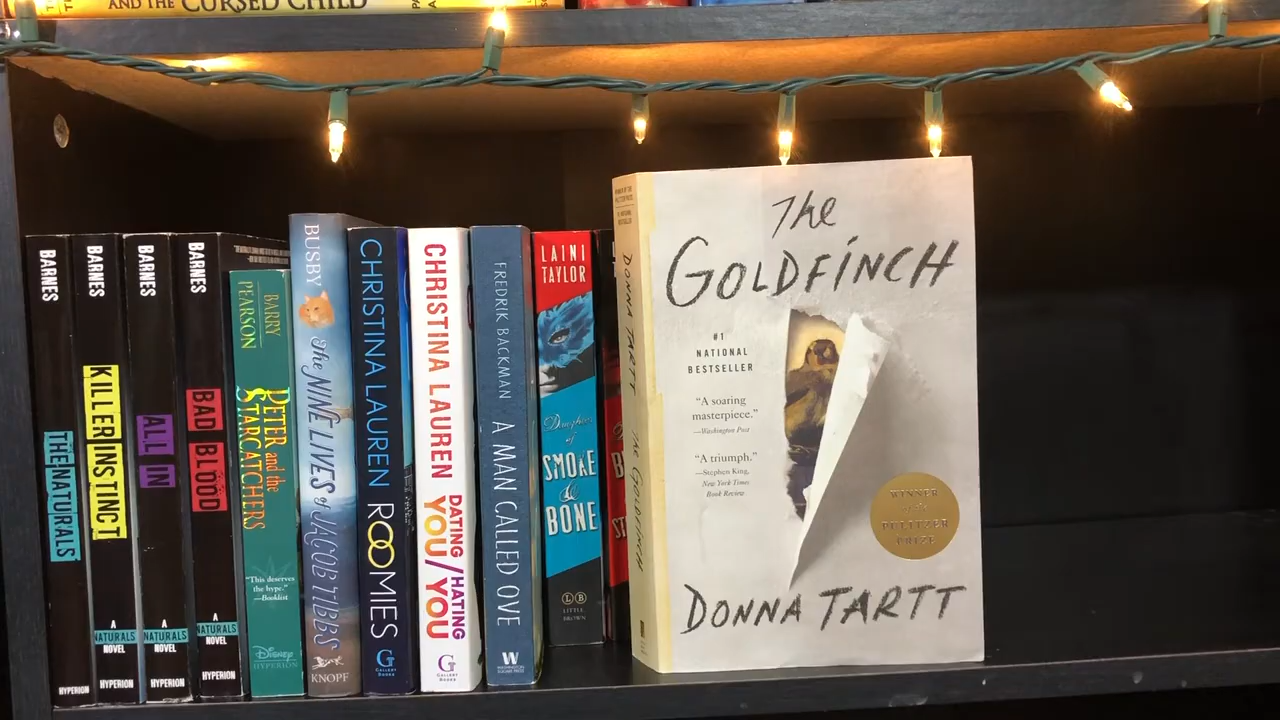 AND THE CURSED CHILD
BARNES
THE NATURALS
HYPERION
BARNES
KILLER INSTINCT
A
NATURALS
NOVEL
HYPERION
BARNES
ALL IN
A
NATURALS
NOVEL
HYPERION
BARNES
BAD BLOOD
A
NATURALS
NOVEL
HYPERION
BARRY
PEARSON
PETER and the
STARCATCHERS
"This deserves
the hype."
—Booklist
DISNEY
HYPERION
BUSBY
The NINE LIVES of JACOB TIBBS
KNOPF
CHRISTINA LAUREN
ROOMIES
G
GALLERY
BOOKS
CHRISTINA LAUREN
DATING / HATING
YOU / YOU
G
GALLERY
BOOKS
FREDRIK BACKMAN
A MAN CALLED OVE
W
WASHINGTON
SQUARE PRESS
LAINI
TAYLOR
Daughter
of
SMOKE
&
BONE
LB
LITTLE
BROWN
DONNA TARTT
The GOLDFINCH
The
GOLDFINCH
#1
NATIONAL
BESTSELLER
"A soaring
masterpiece."
—Washington Post
"A triumph."
—Stephen King,
New York Times
Book Review
WINNER
of the
PULITZER
PRIZE
DONNA TARTT